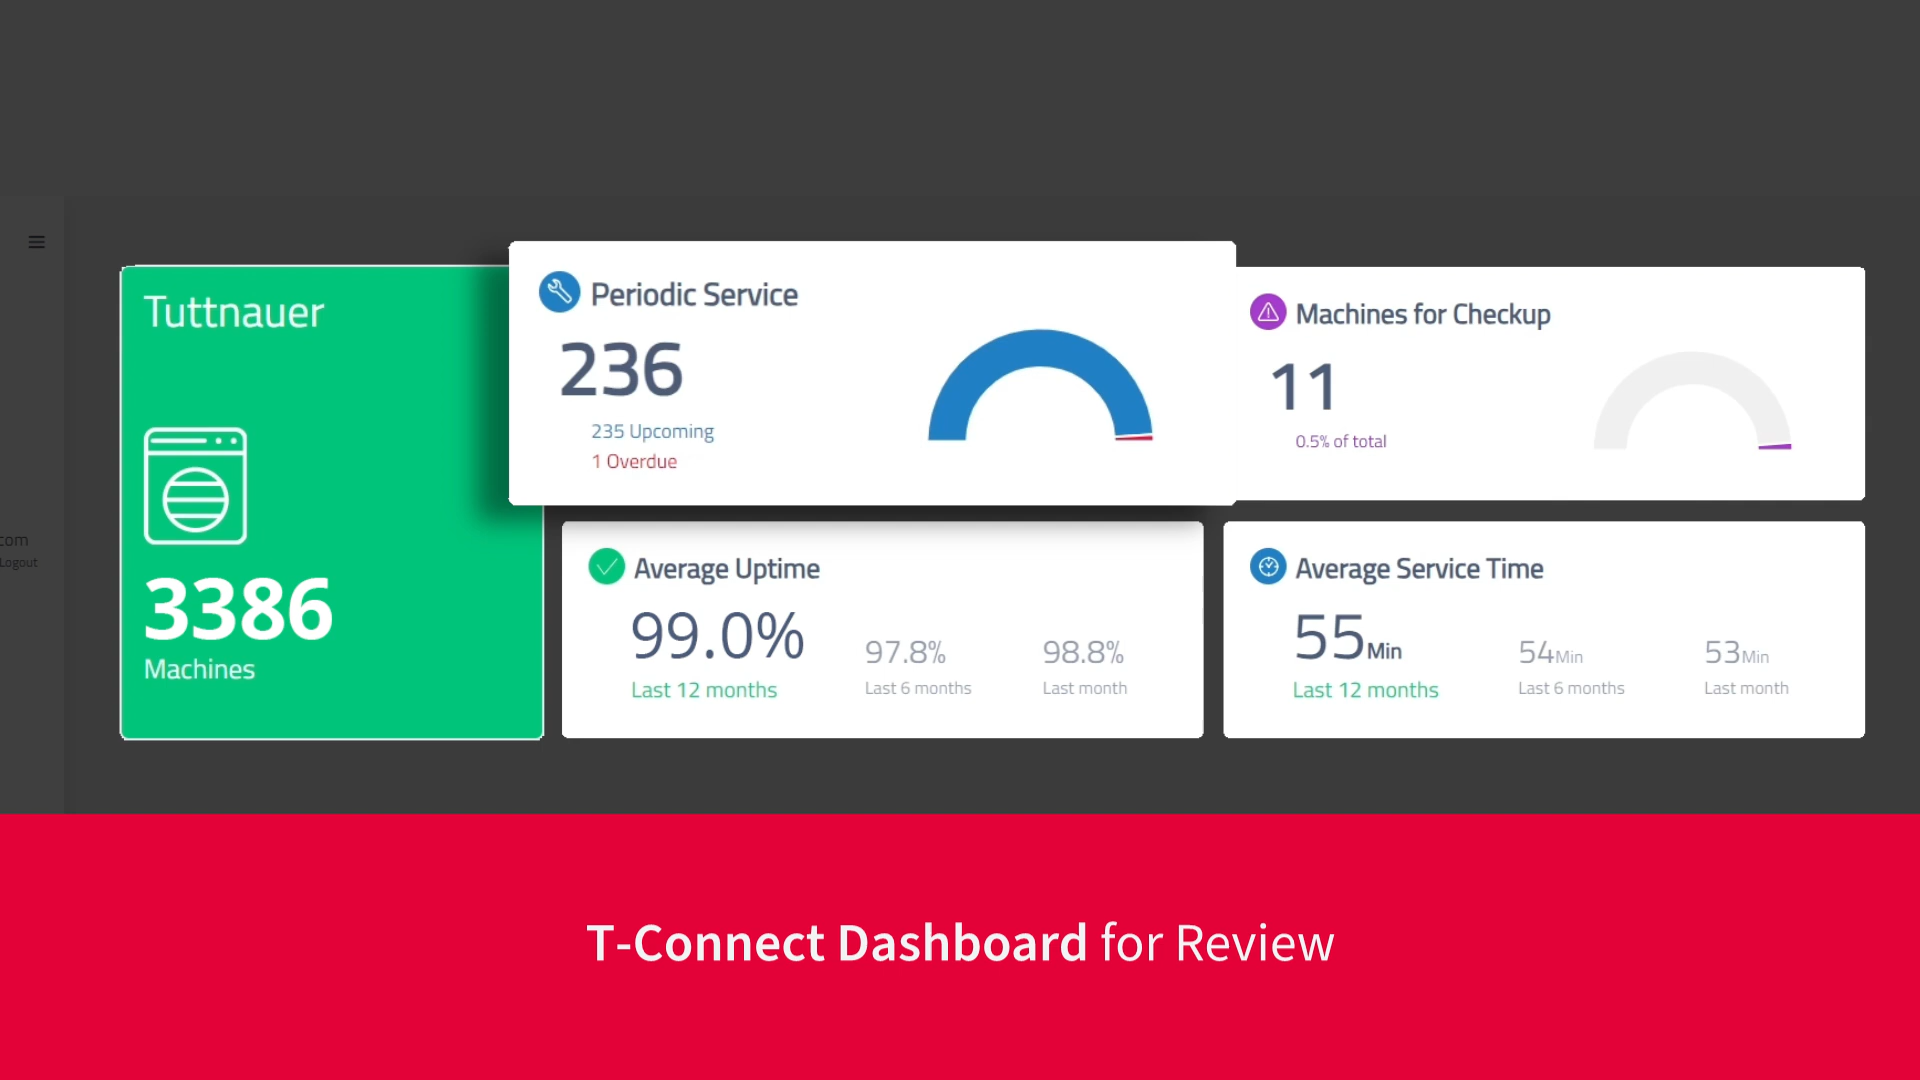 Tuttnauer
3386
Machines
Periodic Service
236
235 Upcoming
1 Overdue
Machines for Checkup
11
0.5% of total
Average Uptime
99.0%
Last 12 months
97.8%
Last 6 months
98.8%
Last month
Average Service Time
55Min
Last 12 months
54Min
Last 6 months
53Min
Last month
com
Logout
T-Connect Dashboard for Review